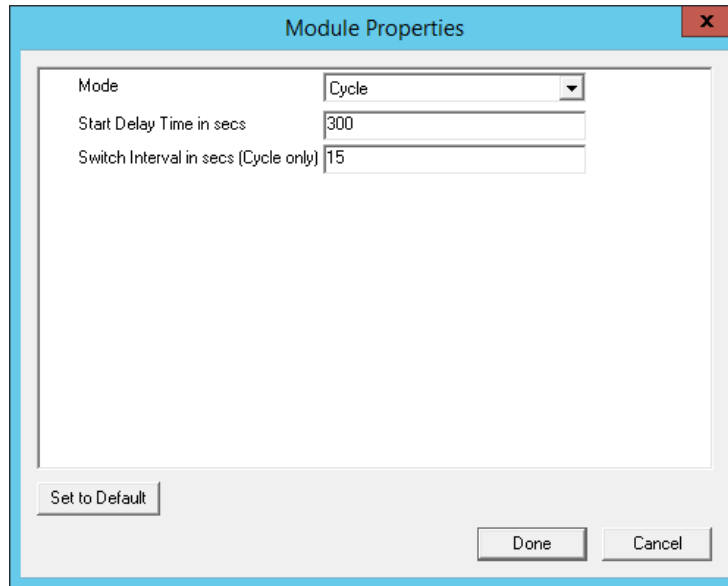 Module Properties
x
Mode Cycle
Start Delay Time in secs 300
Switch Interval in secs (Cycle only) 15
Set to Default
Done Cancel